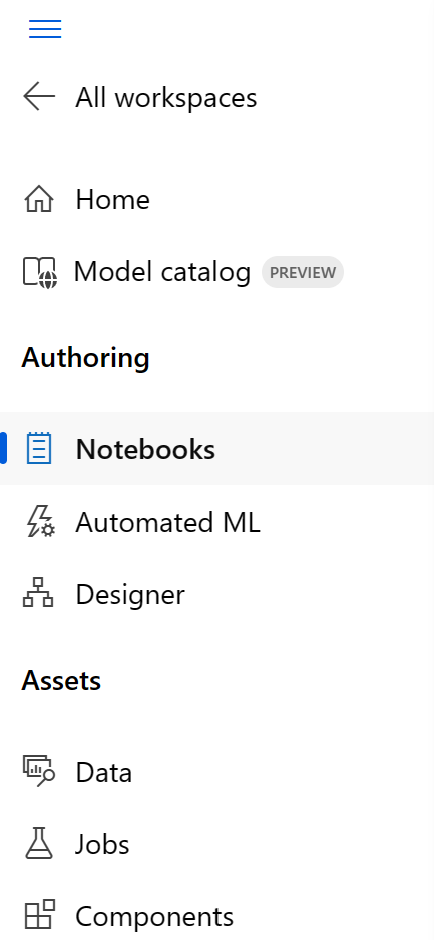 All workspaces
Home
Model catalog PREVIEW
Authoring
Notebooks
Automated ML
Designer
Assets
Data
Jobs
Components